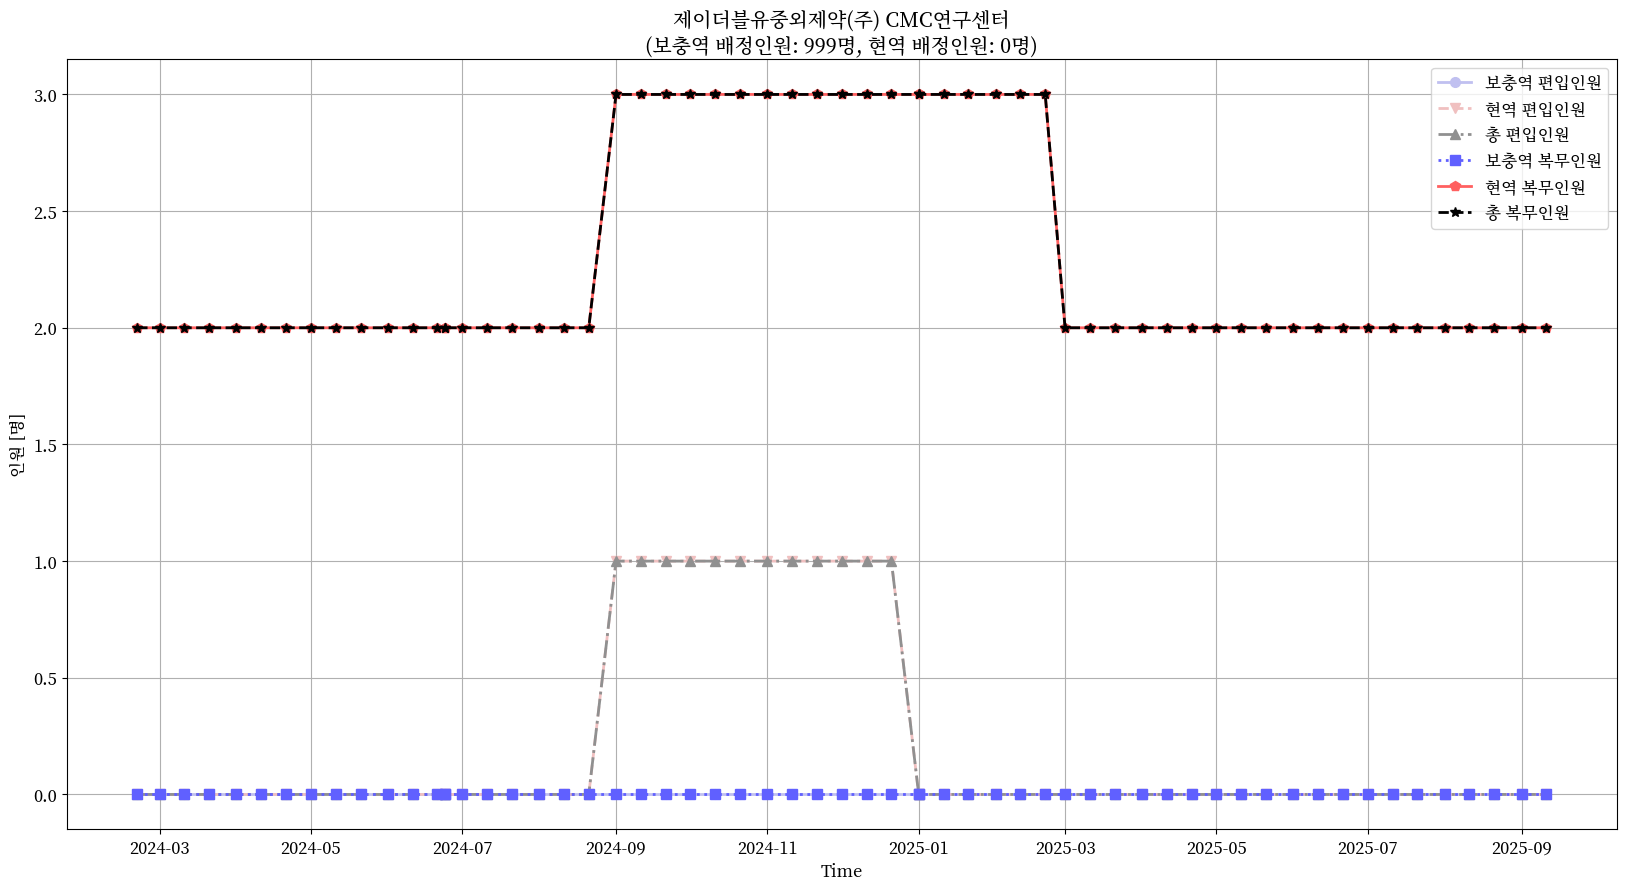 제이더블유중외제약(주) CMC연구센터
(보충역 배정인원: 999명, 현역 배정인원: 0명)
보충역 편입인원
현역 편입인원
총 편입인원
보충역 복무인원
현역 복무인원
총 복무인원
인원 [명]
3.0
2.5
2.0
1.5
1.0
0.5
0.0
2024-03
2024-05
2024-07
2024-09
2024-11
2025-01
2025-03
2025-05
2025-07
2025-09
Time